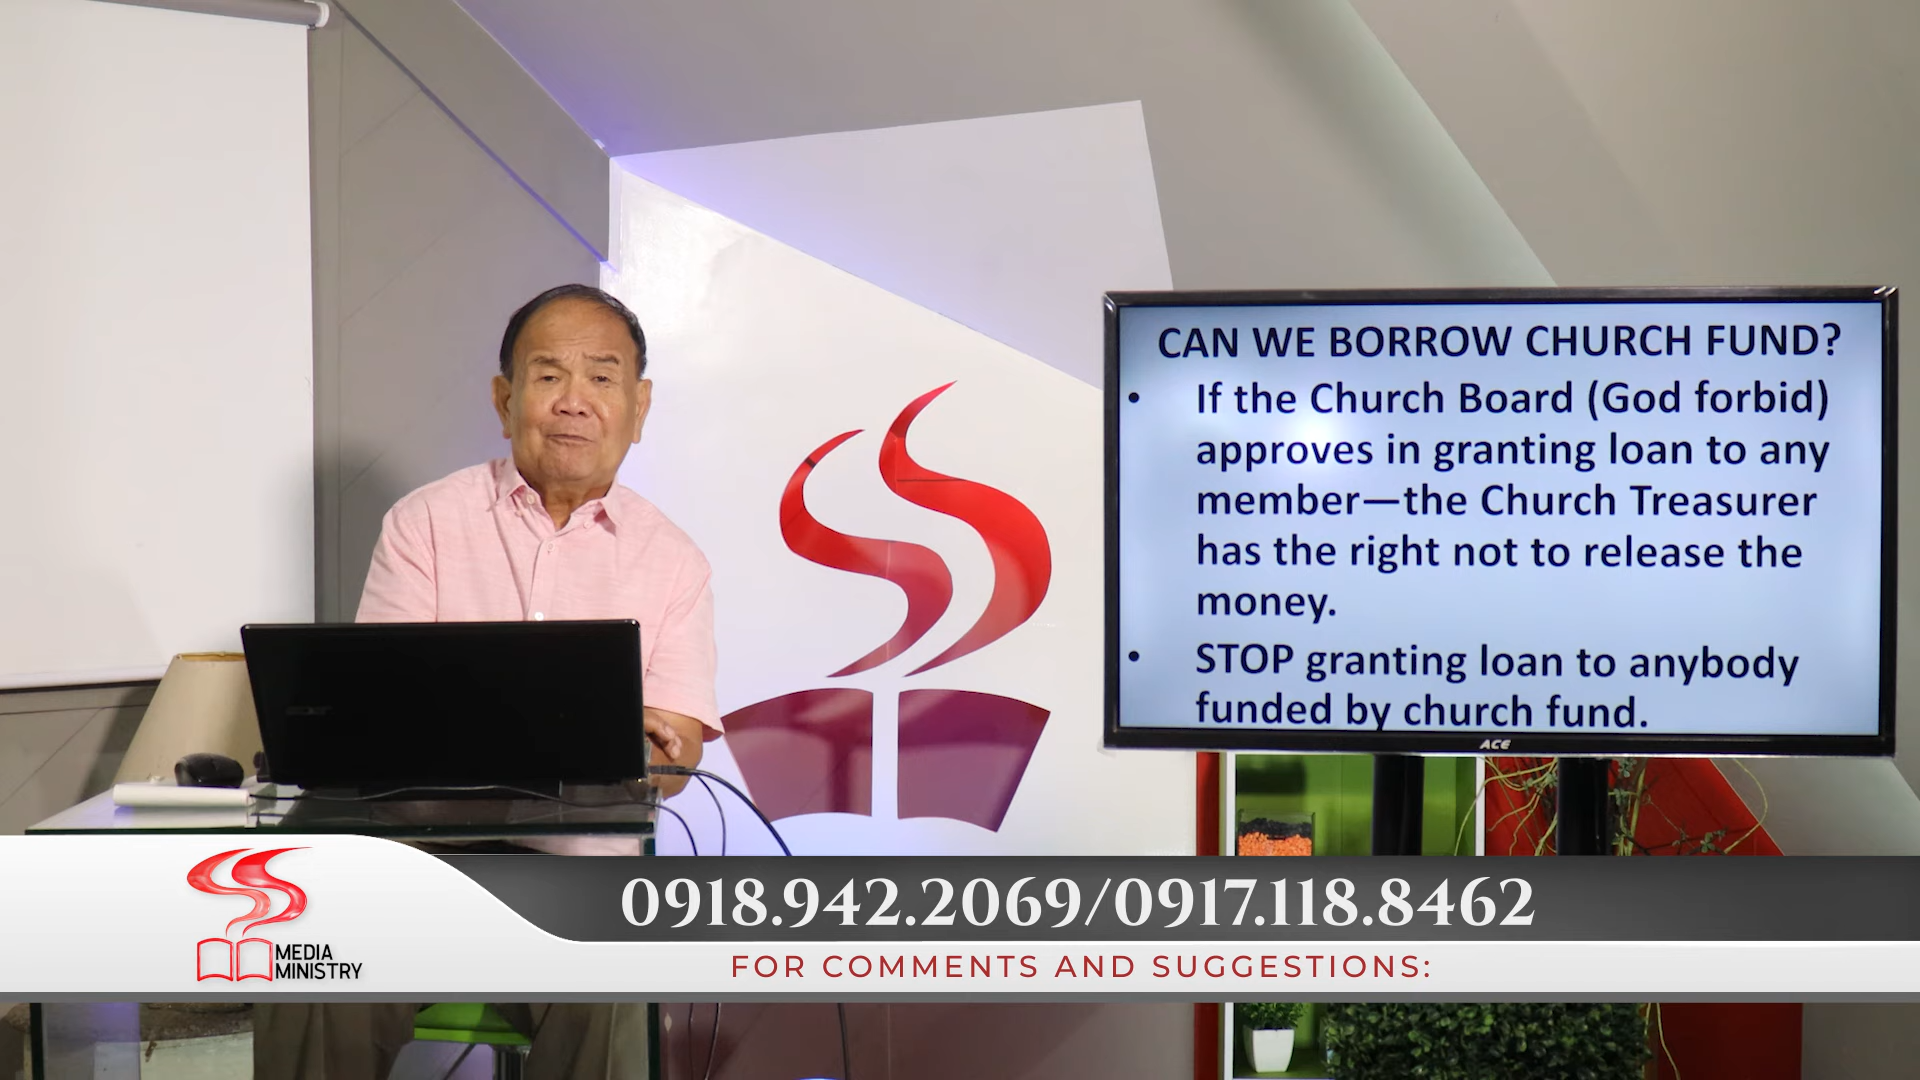 CAN WE BORROW CHURCH FUND?
• If the Church Board (God forbid)
approves in granting loan to any
member—the Church Treasurer
has the right not to release the
money.
• STOP granting loan to anybody
funded by church fund.
ACE
acer
0918.942.2069/0917.118.8462
FOR COMMENTS AND SUGGESTIONS:
MEDIA
MINISTRY